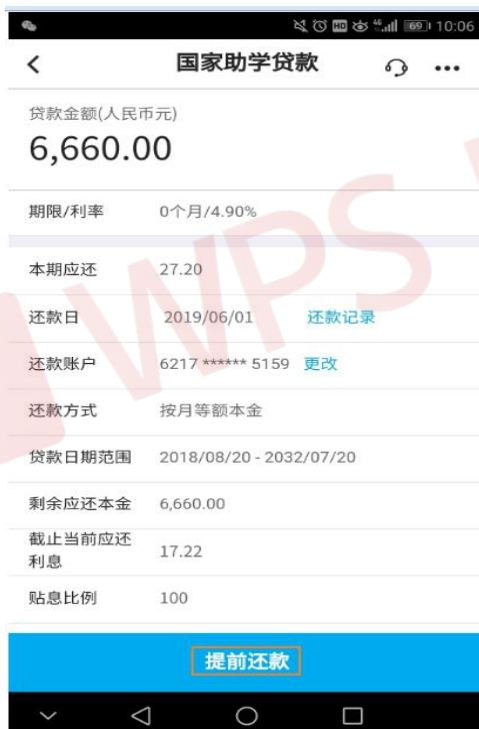 46 HD 69 10:06
国家助学贷款
贷款金额(人民币元)
6,660.00
期限/利率 0个月/4.90%
本期应还 27.20
还款日 2019/06/01 还款记录
还款账户 6217 ****** 5159 更改
还款方式 按月等额本金
贷款日期范围 2018/08/20 - 2032/07/20
剩余应还本金 6,660.00
截止当前应还
利息 17.22
贴息比例 100
提前还款
WPS